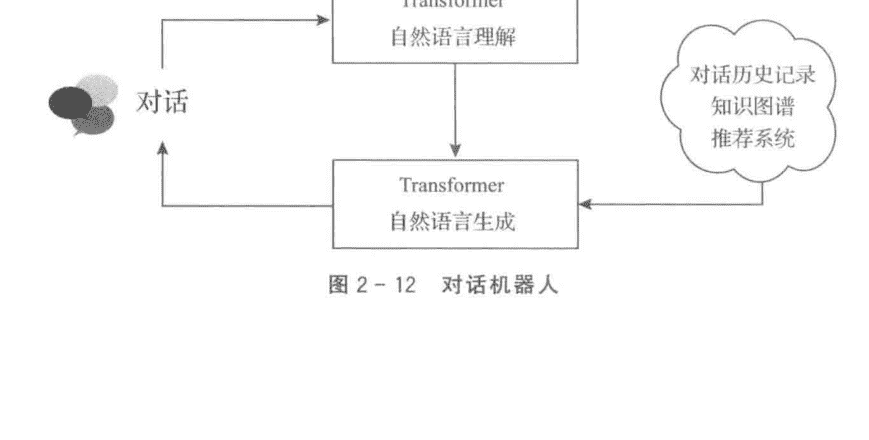 Transformer
自然语言理解
对话
对话历史记录
知识图谱
推荐系统
Transformer
自然语言生成
图 2-12 对话机器人